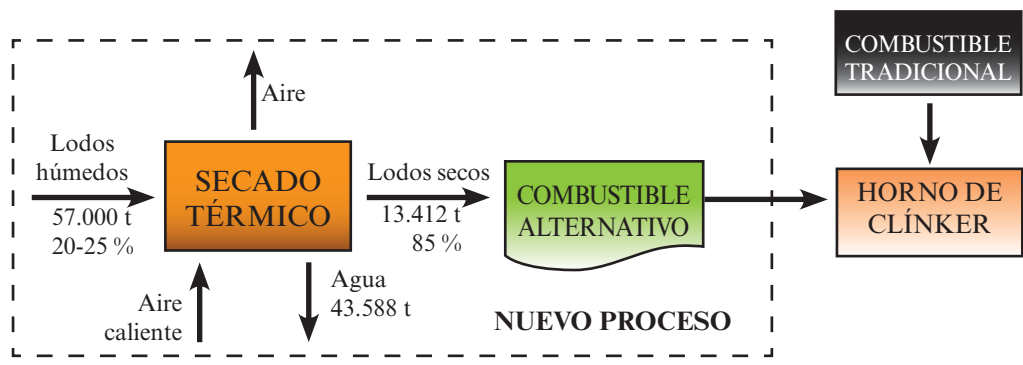 COMBUSTIBLE
TRADICIONAL
Aire
Lodos
húmedos
57.000 t
20-25 %
SECADO
TÉRMICO
Lodos secos
13.412 t
85 %
COMBUSTIBLE
ALTERNATIVO
HORNO DE
CLÍNKER
Aire
caliente
Agua
43.588 t
NUEVO PROCESO